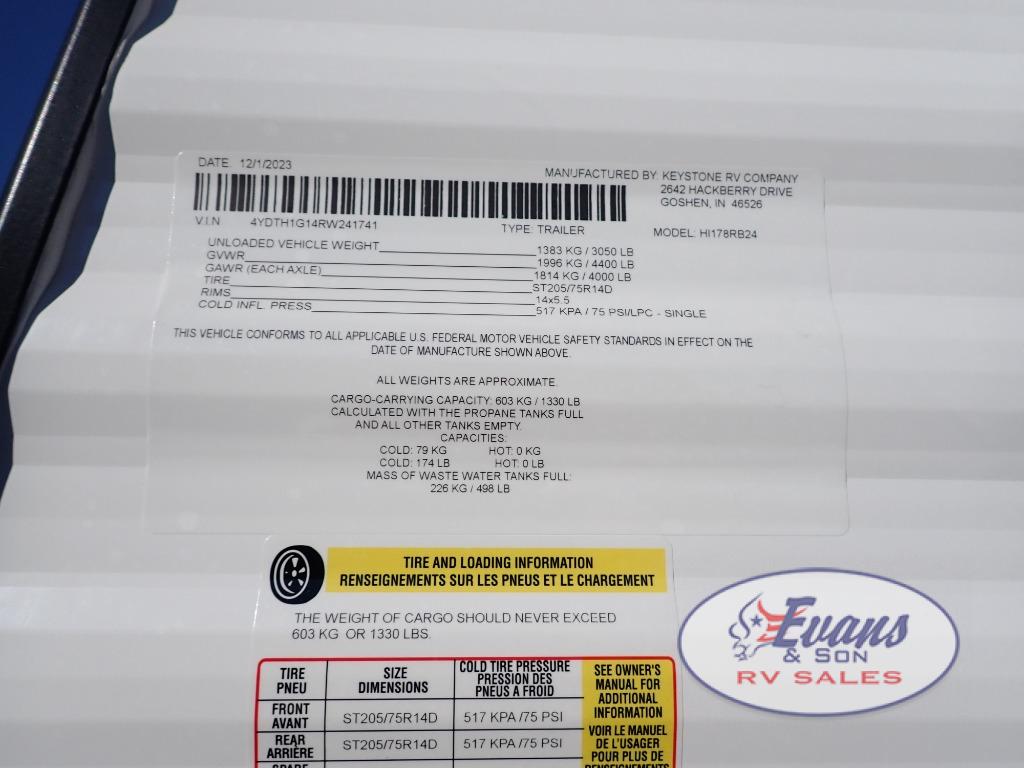 DATE. 12/1/2023
MANUFACTURED BY: KEYSTONE RV COMPANY
2642 HACKBERRY DRIVE
GOSHEN, IN 46526
V.I.N 4YDTH1G14RW241741 TYPE: TRAILER MODEL: HI178RB24
UNLOADED VEHICLE WEIGHT 1383 KG / 3050 LB
GVWR 1996 KG / 4400 LB
GAWR (EACH AXLE) 1814 KG / 4000 LB
TIRE ST205/75R14D
RIMS 14x5.5
COLD INFL. PRESS 517 KPA / 75 PSI/LPC - SINGLE
THIS VEHICLE CONFORMS TO ALL APPLICABLE U.S. FEDERAL MOTOR VEHICLE SAFETY STANDARDS IN EFFECT ON THE
DATE OF MANUFACTURE SHOWN ABOVE.
ALL WEIGHTS ARE APPROXIMATE.
CARGO-CARRYING CAPACITY: 603 KG / 1330 LB
CALCULATED WITH THE PROPANE TANKS FULL
AND ALL OTHER TANKS EMPTY.
CAPACITIES:
COLD: 79 KG HOT: 0 KG
COLD: 174 LB HOT: 0 LB
MASS OF WASTE WATER TANKS FULL:
226 KG / 498 LB
TIRE AND LOADING INFORMATION
RENSEIGNEMENTS SUR LES PNEUS ET LE CHARGEMENT
THE WEIGHT OF CARGO SHOULD NEVER EXCEED
603 KG OR 1330 LBS.
TIRE
PNEU
SIZE
DIMENSIONS
COLD TIRE PRESSURE
PRESSION DES
PNEUS A FROID
SEE OWNER'S
MANUAL FOR
ADDITIONAL
INFORMATION
FRONT
AVANT
ST205/75R14D
517 KPA /75 PSI
REAR
ARRIÈRE
ST205/75R14D
517 KPA /75 PSI
VOIR LE MANUEL
DE L'USAGER
POUR PLUS DE
RENSEIGNEMENTS
SPARE
Evans
& SON
RV SALES